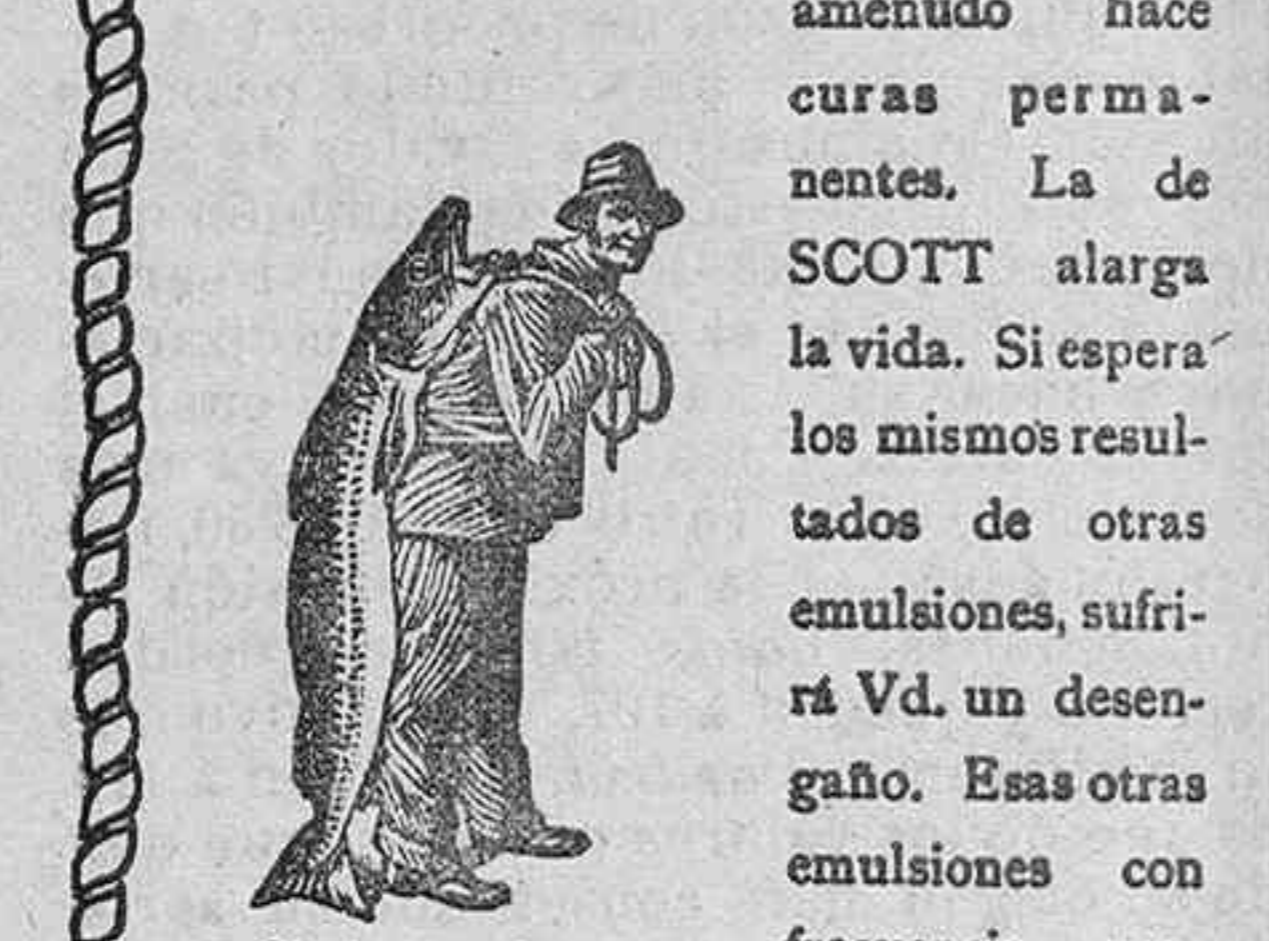 amenudo hace
curas perma-
nentes. La de
SCOTT alarga
la vida. Si espera
los mismos resul-
tados de otras
emulsiones, sufri-
rá Vd. un desen-
gaño. Esas otras
emulsiones con